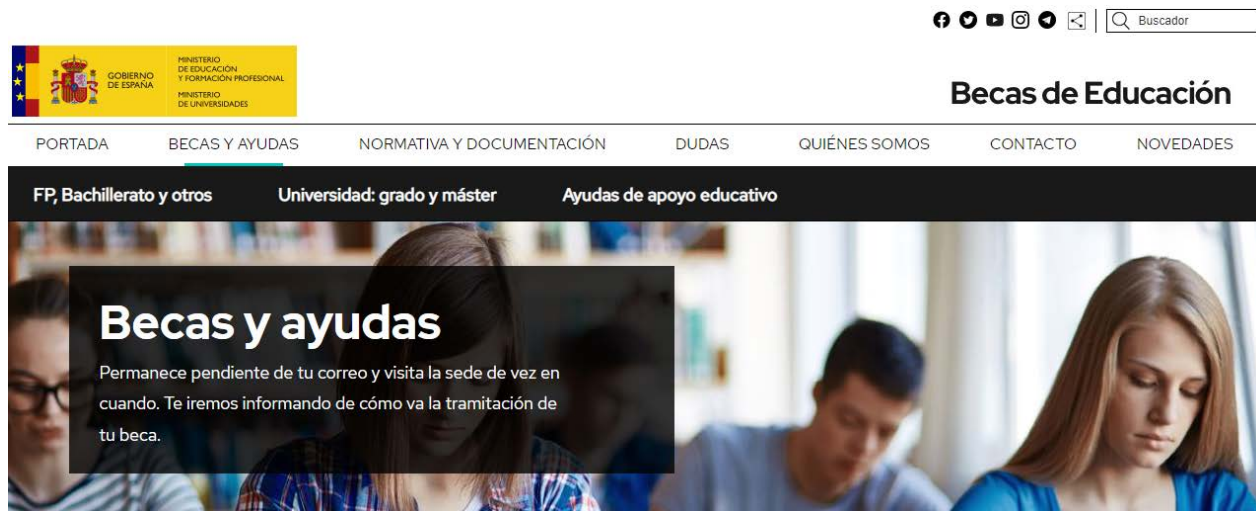 Buscador
GOBIERNO
DE ESPAÑA
MINISTERIO
DE EDUCACIÓN
Y FORMACIÓN PROFESIONAL
MINISTERIO
DE UNIVERSIDADES
Becas de Educación
PORTADA BECAS Y AYUDAS NORMATIVA Y DOCUMENTACIÓN DUDAS QUIÉNES SOMOS CONTACTO NOVEDADES
FP, Bachillerato y otros Universidad: grado y máster Ayudas de apoyo educativo
Becas y ayudas
Permanece pendiente de tu correo y visita la sede de vez en
cuando. Te iremos informando de cómo va la tramitación de
tu beca.